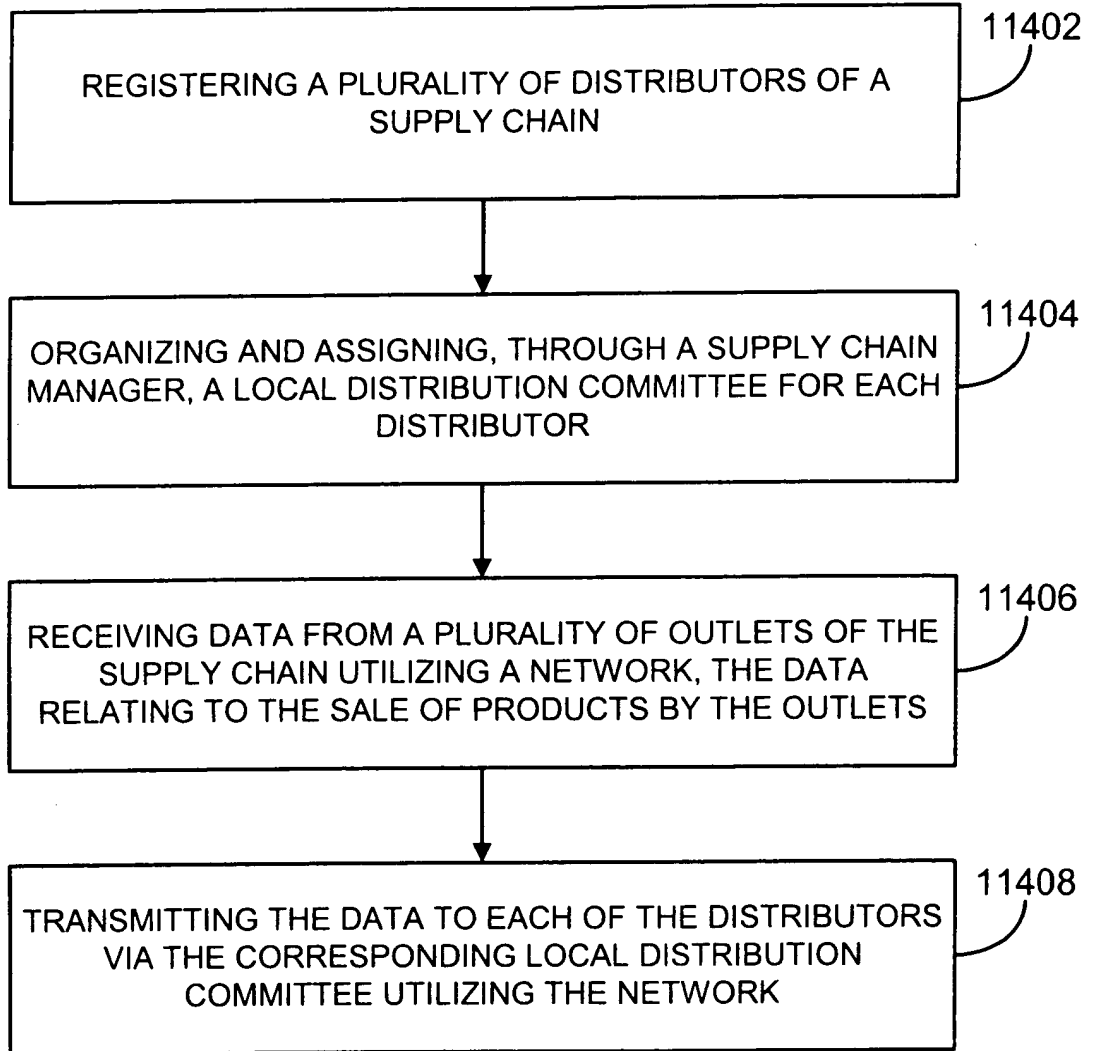 11402
REGISTERING A PLURALITY OF DISTRIBUTORS OF A
SUPPLY CHAIN
11404
ORGANIZING AND ASSIGNING, THROUGH A SUPPLY CHAIN
MANAGER, A LOCAL DISTRIBUTION COMMITTEE FOR EACH
DISTRIBUTOR
11406
RECEIVING DATA FROM A PLURALITY OF OUTLETS OF THE
SUPPLY CHAIN UTILIZING A NETWORK, THE DATA
RELATING TO THE SALE OF PRODUCTS BY THE OUTLETS
11408
TRANSMITTING THE DATA TO EACH OF THE DISTRIBUTORS
VIA THE CORRESPONDING LOCAL DISTRIBUTION
COMMITTEE UTILIZING THE NETWORK